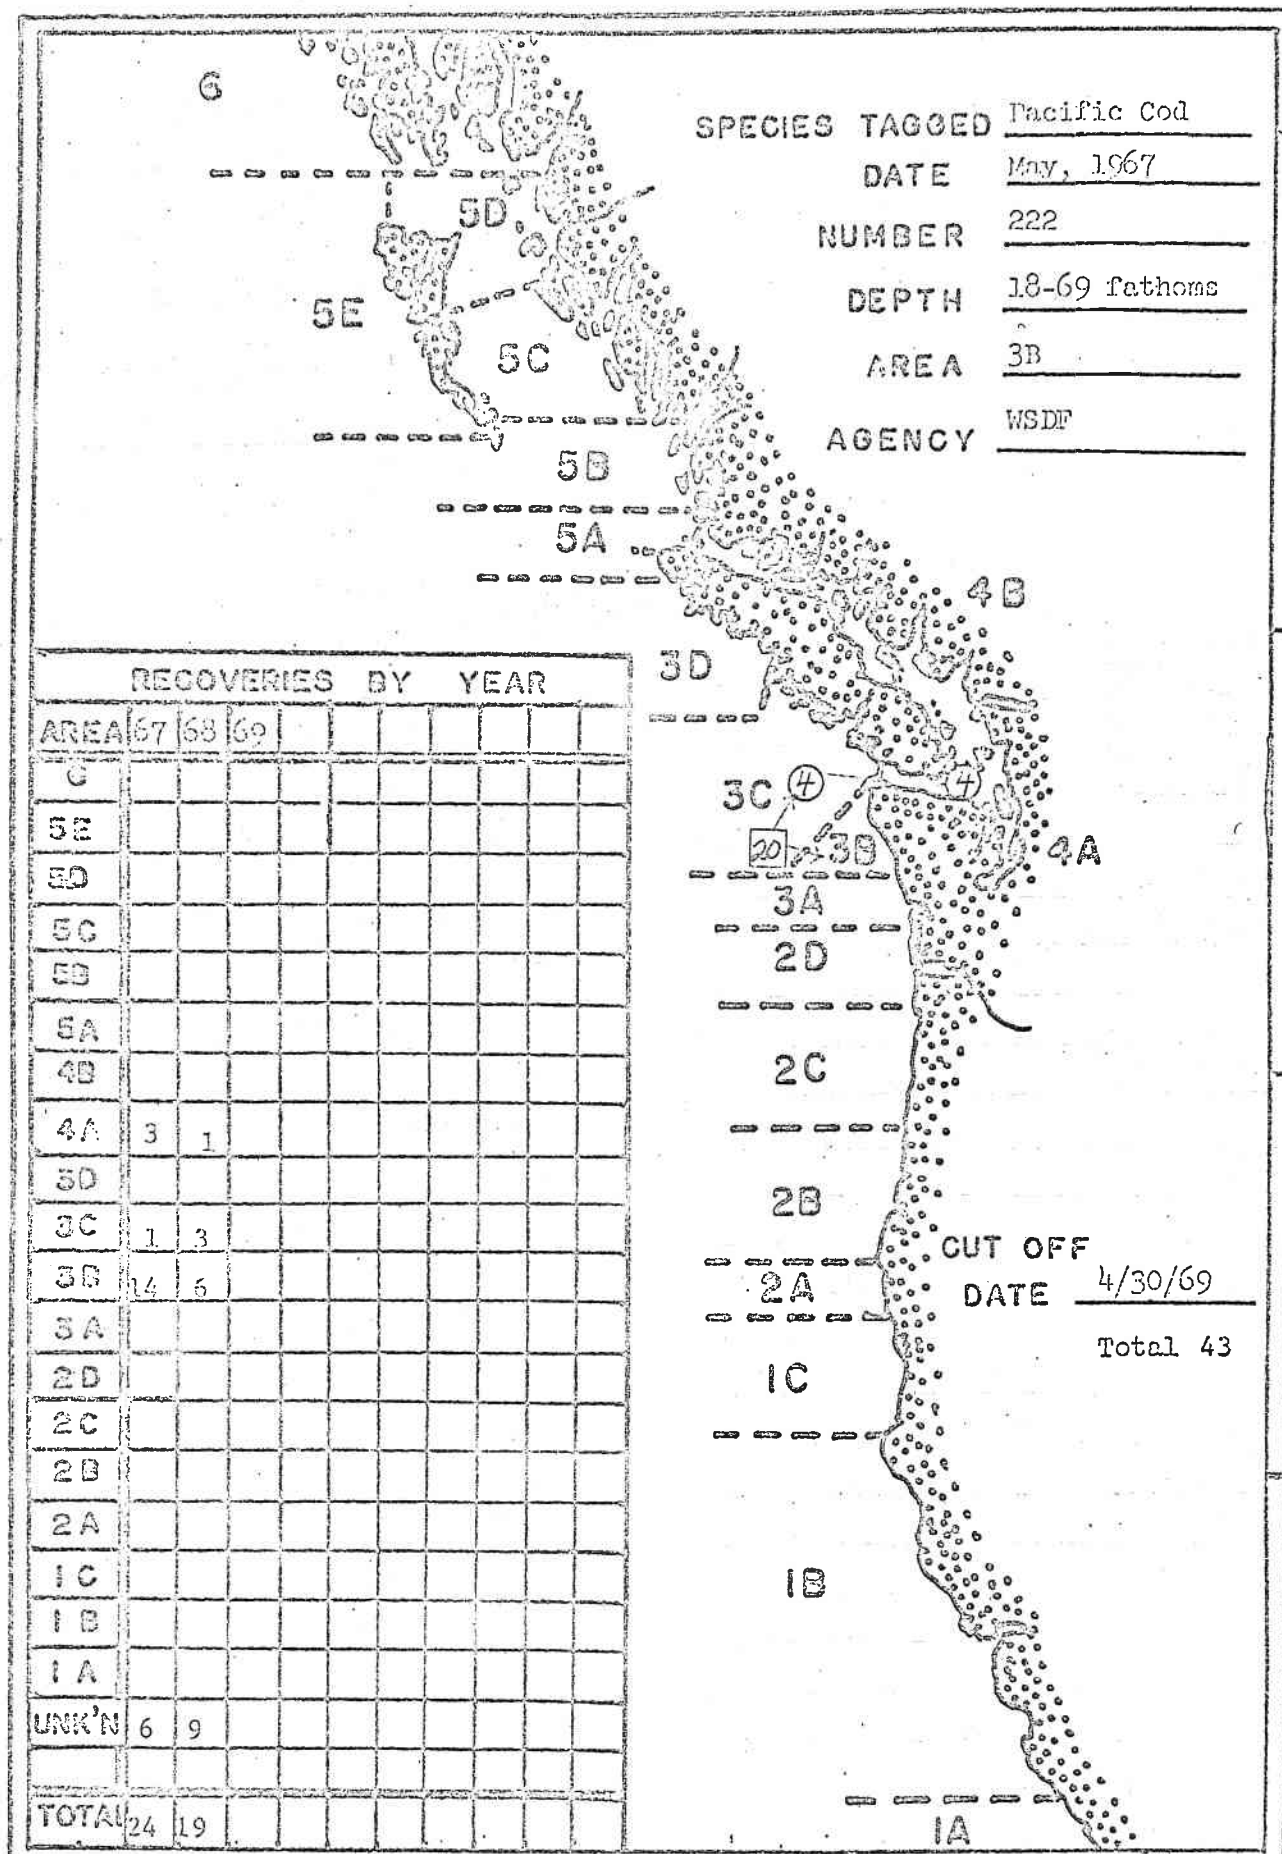 SPECIES TAGGED Pacific Cod
DATE May, 1967
NUMBER 222
DEPTH 18-69 fathoms
AREA 3B
AGENCY WSDF
6
5D
5E
5C
5B
5A
4B
3D
3C 4 4
20 3B 4A
3A
2D
2C
2B
2A
1C
1B
1A
CUT OFF
DATE 4/30/69
Total 43
RECOVERIES BY YEAR
AREA 67 68 69
6
5E
5D
5C
5B
5A
4B
4A 3 1
3D
3C 1 3
3B 14 6
3A
2D
2C
2B
2A
1C
1B
1A
UNK'N 6 9
TOTAL 24 19